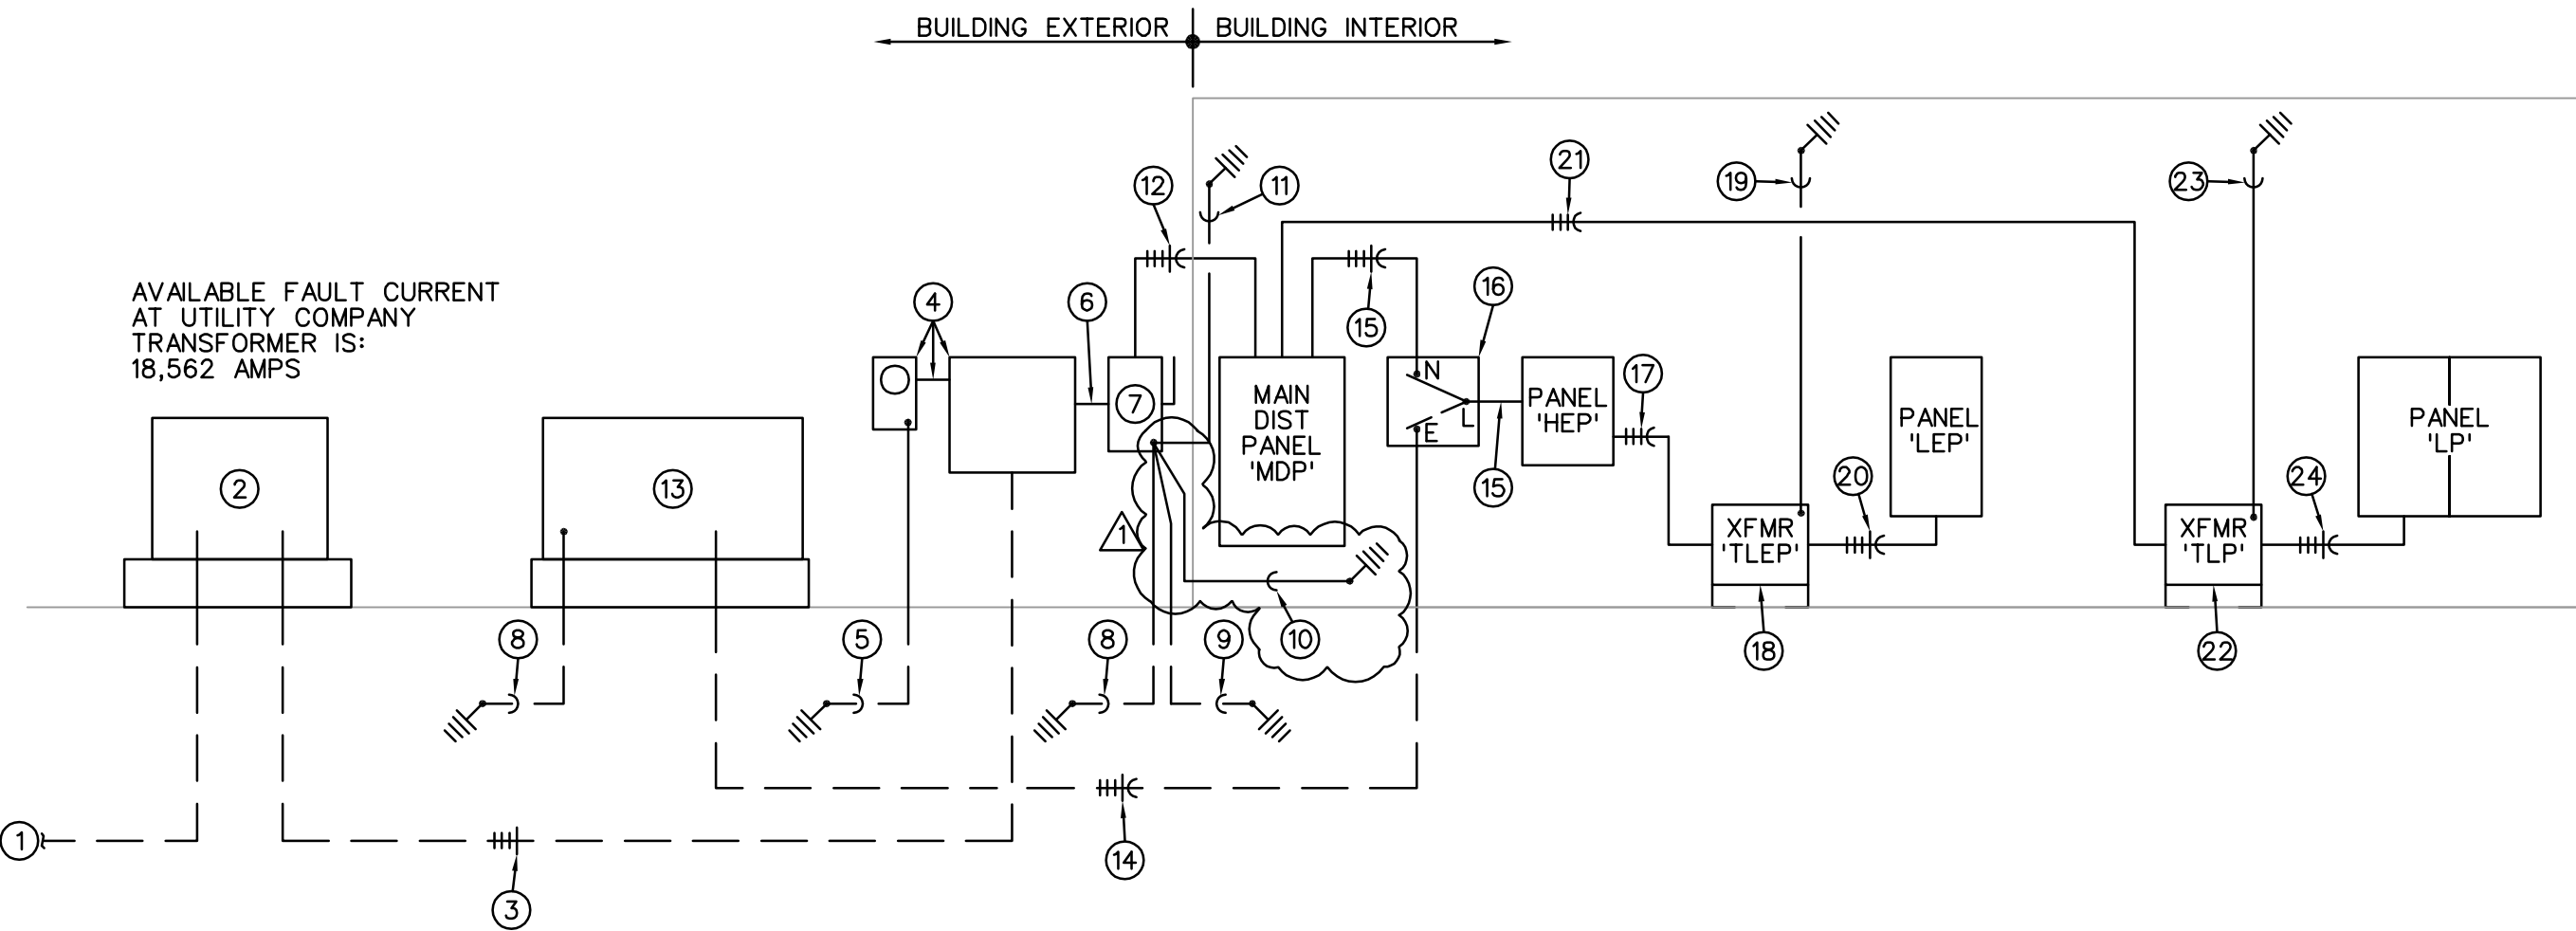 BUILDING EXTERIOR
BUILDING INTERIOR
21
19
23
12
11
AVAILABLE FAULT CURRENT
AT UTILITY COMPANY
TRANSFORMER IS:
18,562 AMPS
4
6
15
16
N
L
E
7
MAIN
DIST
PANEL
'MDP'
PANEL
'HEP'
17
PANEL
'LEP'
PANEL
'LP'
2
13
15
20
24
1
XFMR
'TLEP'
XFMR
'TLP'
8
5
8
9
10
18
22
1
14
3